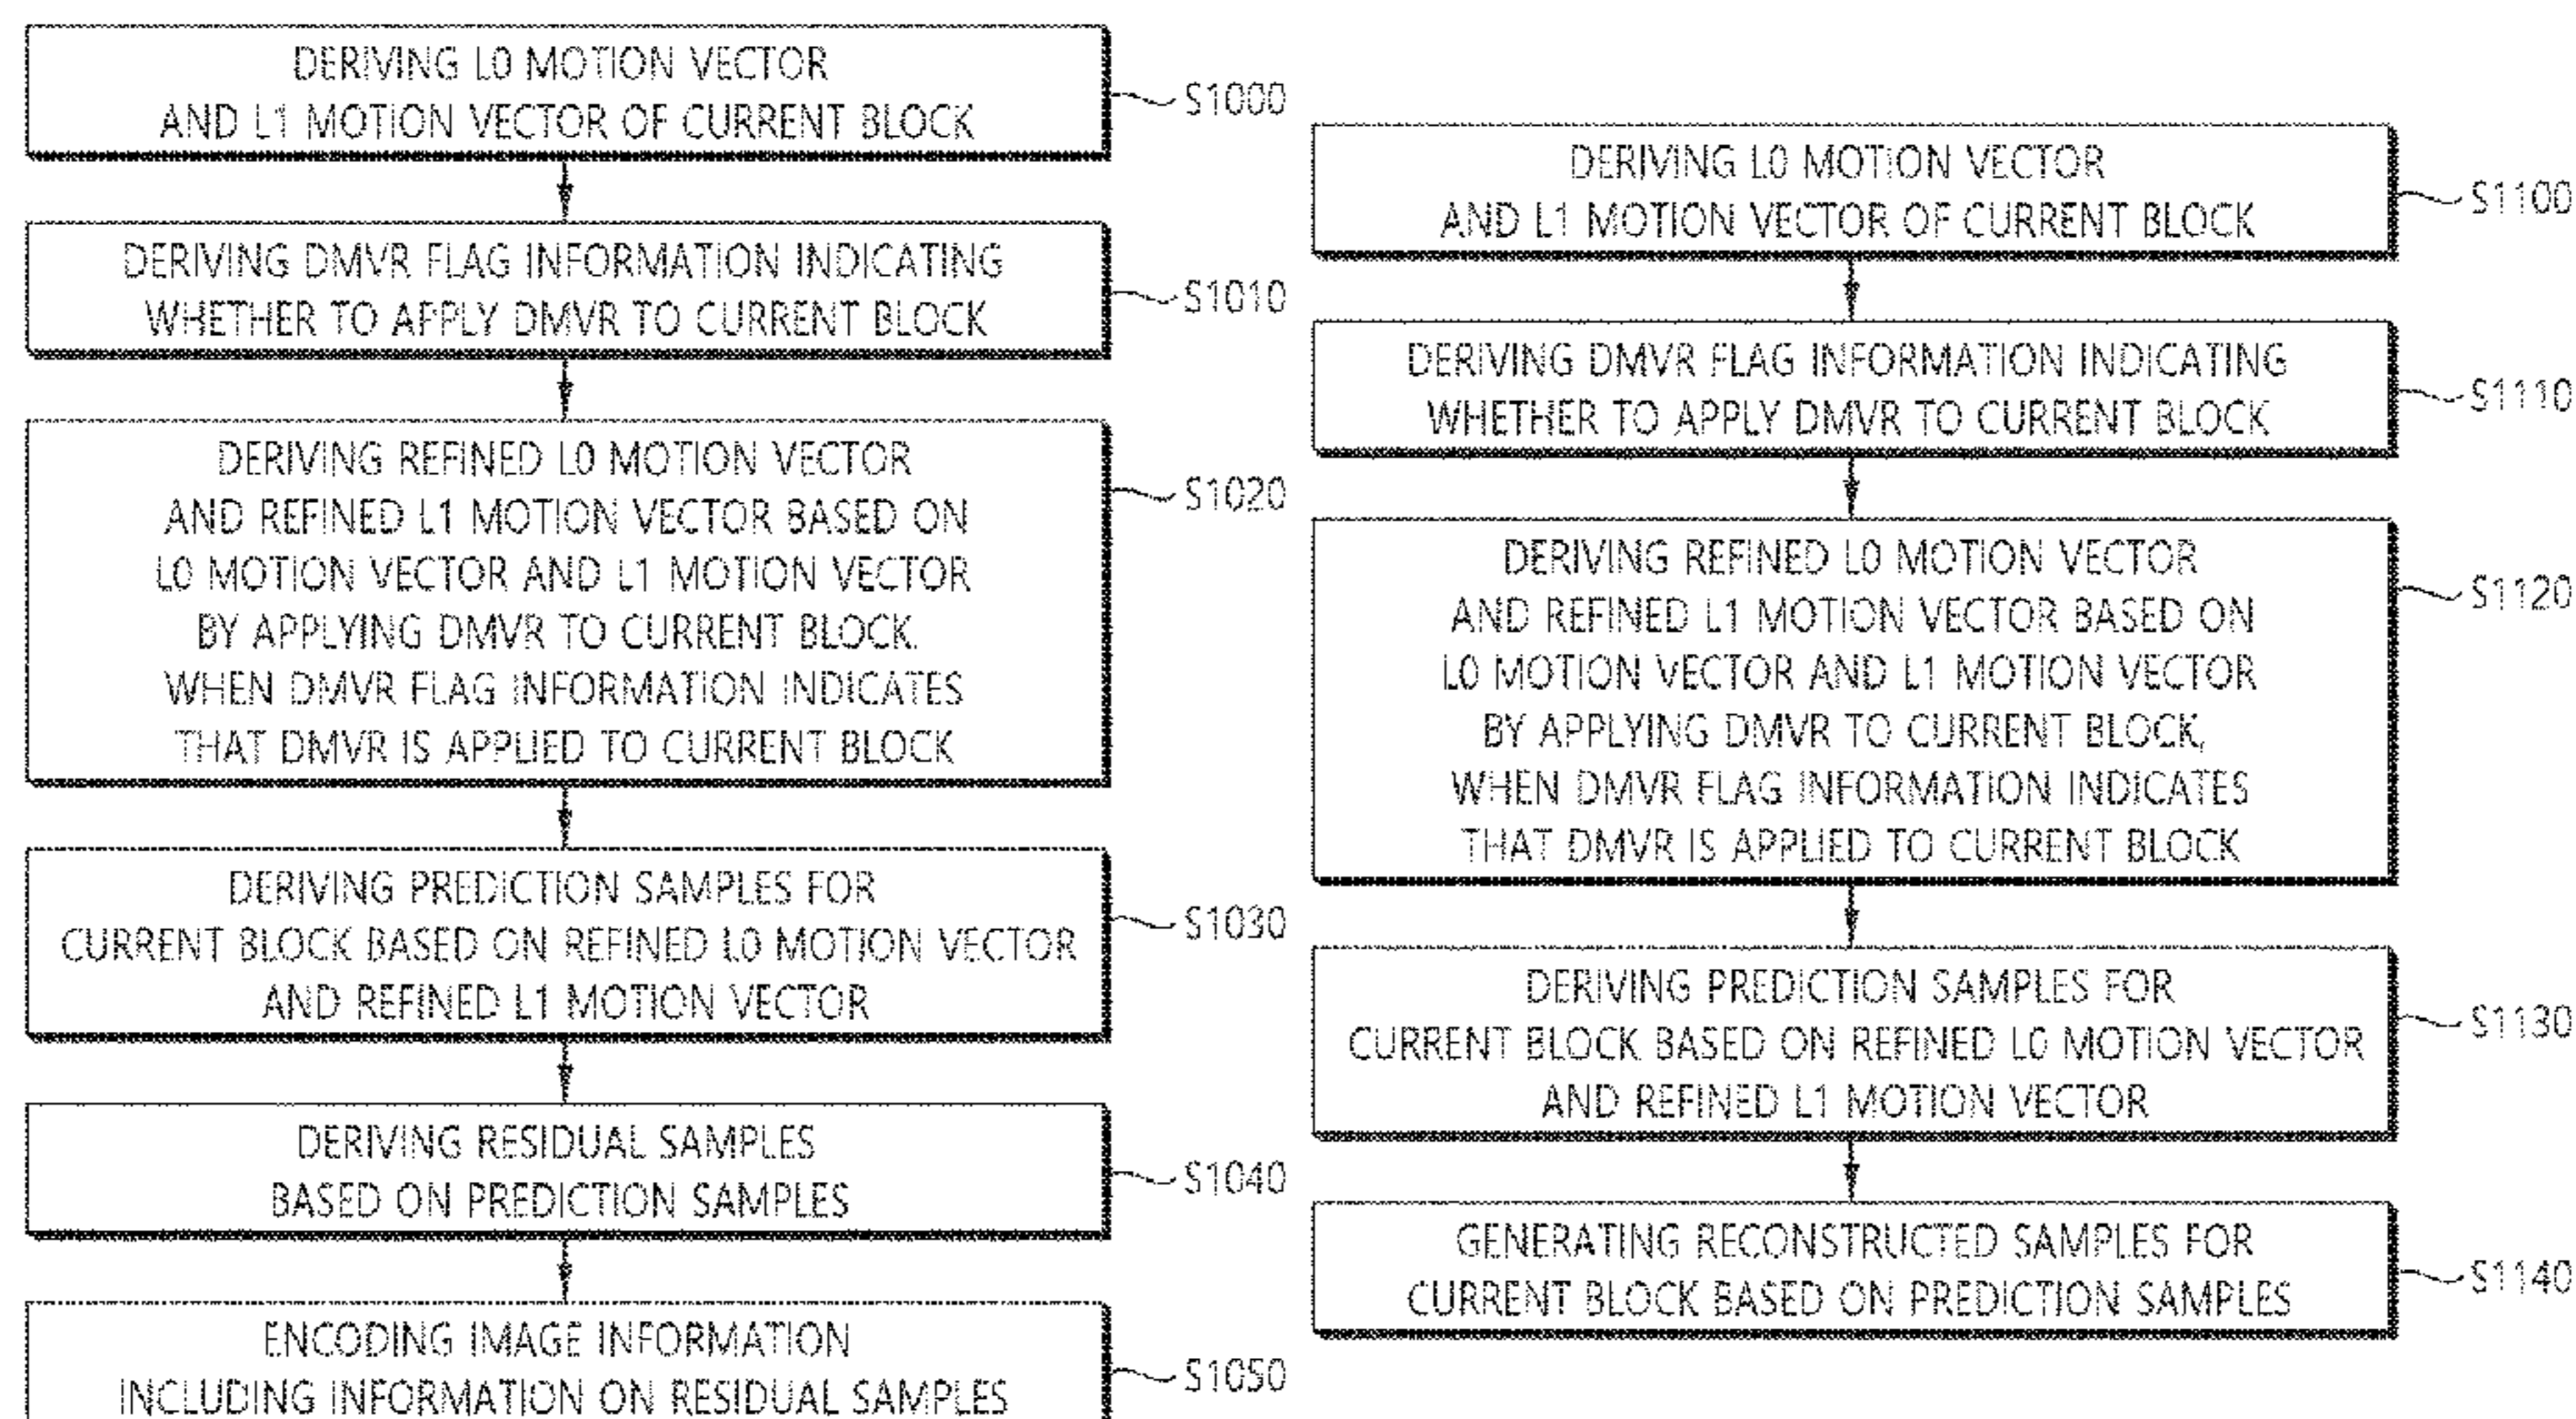 DERIVING L0 MOTION VECTOR
AND L1 MOTION VECTOR OF CURRENT BLOCK
S1000
DERIVING DMVR FLAG INFORMATION INDICATING
WHETHER TO APPLY DMVR TO CURRENT BLOCK
S1010
DERIVING REFINED L0 MOTION VECTOR
AND REFINED L1 MOTION VECTOR BASED ON
L0 MOTION VECTOR AND L1 MOTION VECTOR
BY APPLYING DMVR TO CURRENT BLOCK.
WHEN DMVR FLAG INFORMATION INDICATES
THAT DMVR IS APPLIED TO CURRENT BLOCK
S1020
DERIVING PREDICTION SAMPLES FOR
CURRENT BLOCK BASED ON REFINED L0 MOTION VECTOR
AND REFINED L1 MOTION VECTOR
S1030
DERIVING RESIDUAL SAMPLES
BASED ON PREDICTION SAMPLES
S1040
ENCODING IMAGE INFORMATION
INCLUDING INFORMATION ON RESIDUAL SAMPLES
S1050
DERIVING L0 MOTION VECTOR
AND L1 MOTION VECTOR OF CURRENT BLOCK
S1100
DERIVING DMVR FLAG INFORMATION INDICATING
WHETHER TO APPLY DMVR TO CURRENT BLOCK
S1110
DERIVING REFINED L0 MOTION VECTOR
AND REFINED L1 MOTION VECTOR BASED ON
L0 MOTION VECTOR AND L1 MOTION VECTOR
BY APPLYING DMVR TO CURRENT BLOCK,
WHEN DMVR FLAG INFORMATION INDICATES
THAT DMVR IS APPLIED TO CURRENT BLOCK
S1120
DERIVING PREDICTION SAMPLES FOR
CURRENT BLOCK BASED ON REFINED L0 MOTION VECTOR
AND REFINED L1 MOTION VECTOR
S1130
GENERATING RECONSTRUCTED SAMPLES FOR
CURRENT BLOCK BASED ON PREDICTION SAMPLES
S1140